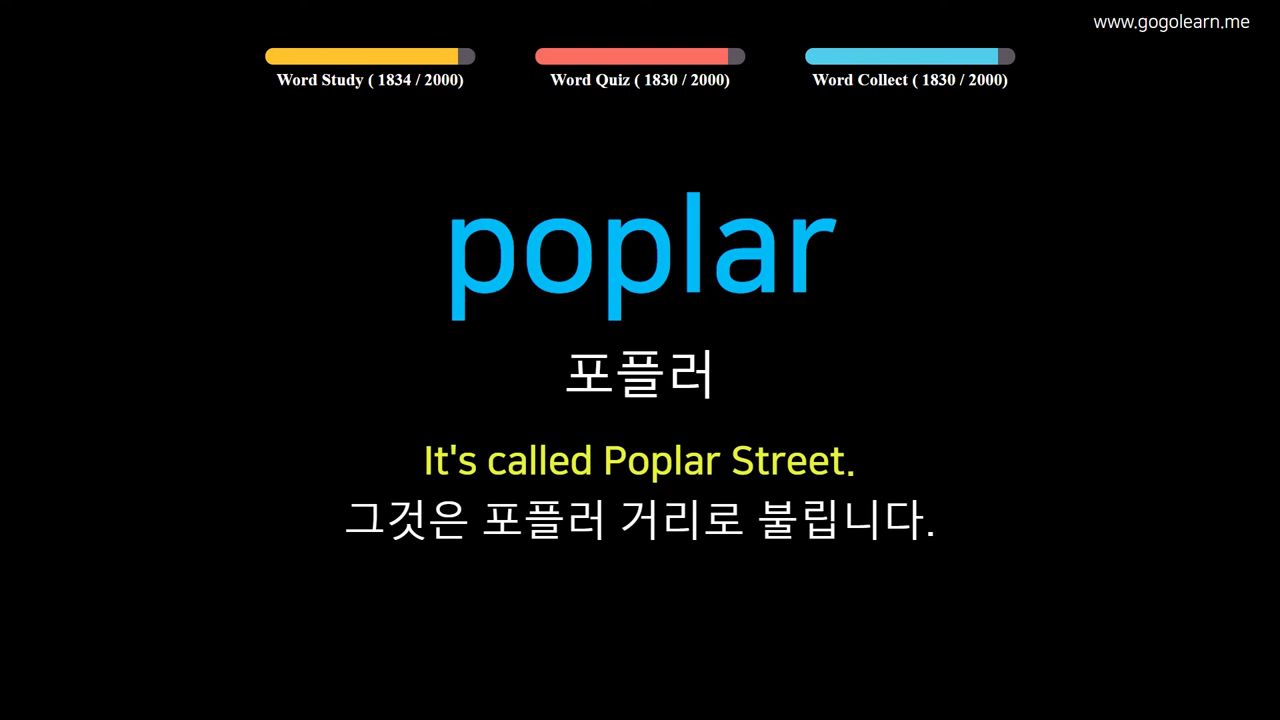 www.gogolearn.me
Word Study ( 1834 / 2000)
Word Quiz ( 1830 / 2000)
Word Collect ( 1830 / 2000)
poplar
포플러
It's called Poplar Street.
그것은 포플러 거리로 불립니다.